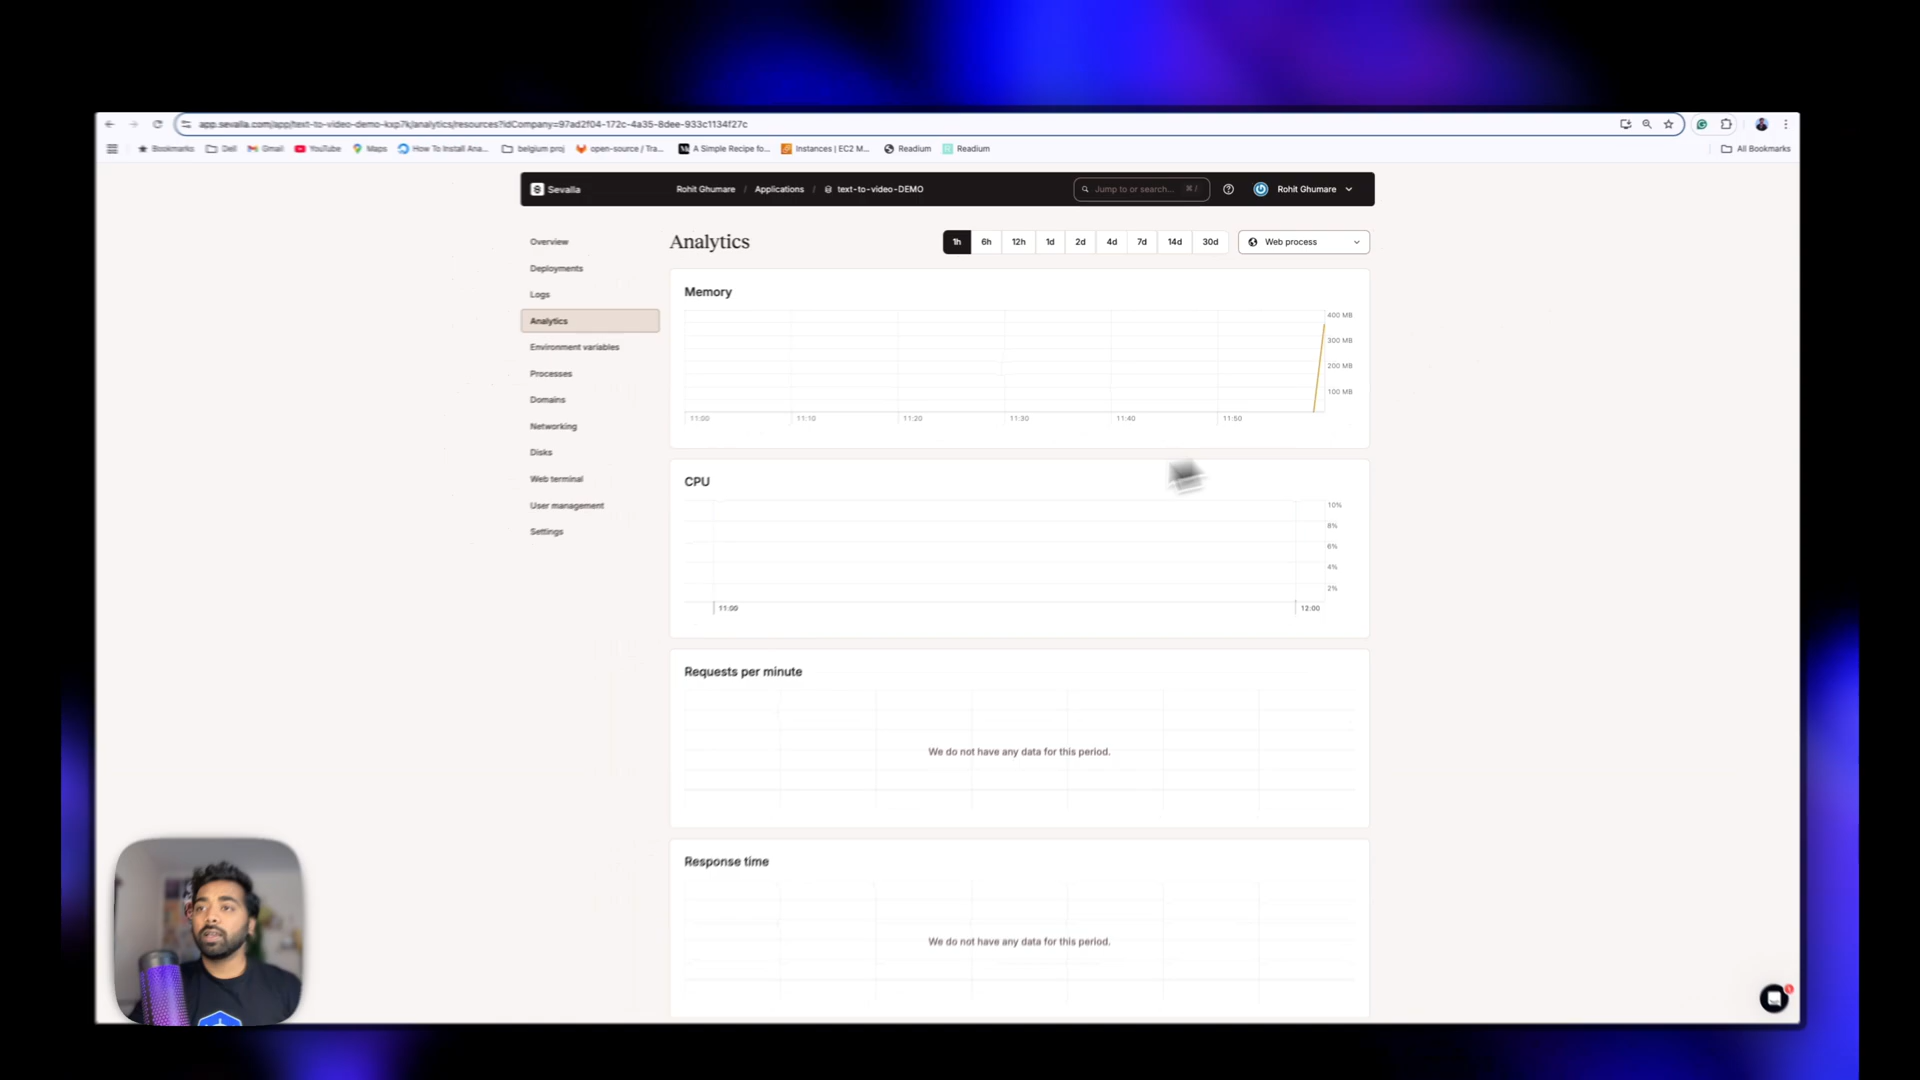 app.sevalla.com/app/text-to-video-demo-kxp7k/analytics/resources?idCompany=97ad2f04-172c-4a35-8dee-933c1134f27c
Bookmarks Dell Gmail YouTube Maps How To Install Ana... belgium proj open-source / Tra... A Simple Recipe fo... Instances | EC2 M... Readium Readium All Bookmarks
Sevalla Rohit Ghumare / Applications / text-to-video-DEMO Jump to or search... ⌘ / Rohit Ghumare
Overview
Deployments
Logs
Analytics
Environment variables
Processes
Domains
Networking
Disks
Web terminal
User management
Settings
Analytics 1h 6h 12h 1d 2d 4d 7d 14d 30d Web process
Memory
400 MB
300 MB
200 MB
100 MB
11:00 11:10 11:20 11:30 11:40 11:50
CPU
10%
8%
6%
4%
2%
11:00 12:00
Requests per minute
We do not have any data for this period.
Response time
We do not have any data for this period.